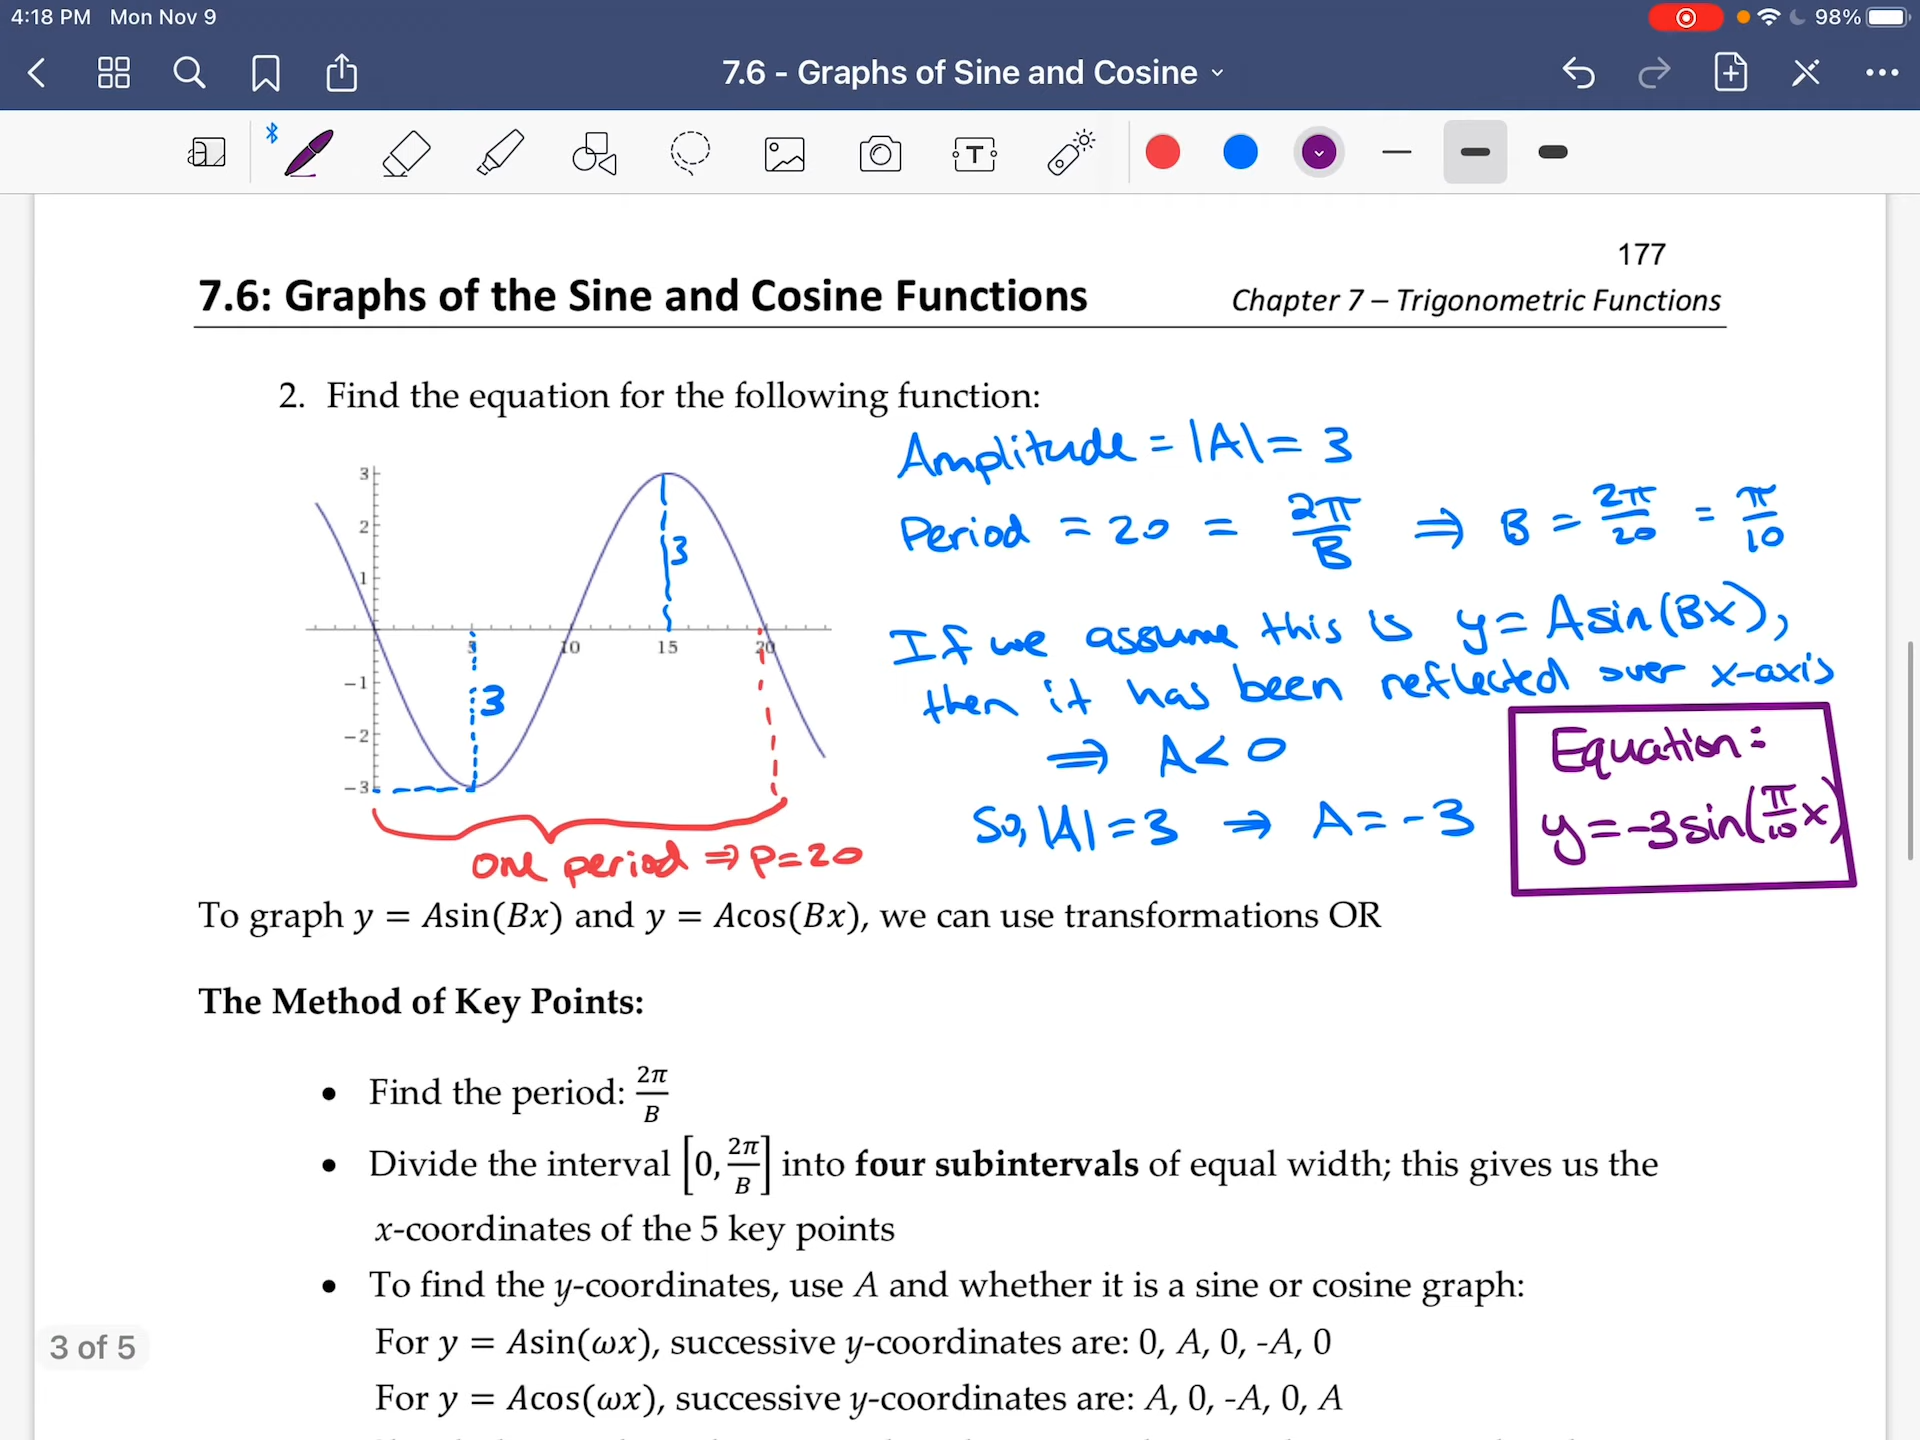 4:18 PM Mon Nov 9
98%
7.6 - Graphs of Sine and Cosine
177
7.6: Graphs of the Sine and Cosine Functions
Chapter 7 – Trigonometric Functions
2. Find the equation for the following function:
3
2
1
-1
-2
-3
5 10 15 20
3
3
one period ⇒ P=20
Amplitude = |A| = 3
Period = 20 = 2π/B ⇒ B = 2π/20 = π/10
If we assume this is y = A sin(Bx),
then it has been reflected over x-axis
⇒ A < 0
So, |A| = 3 ⇒ A = -3
Equation:
y = -3 sin(π/10 x)
To graph y = Asin(Bx) and y = Acos(Bx), we can use transformations OR
The Method of Key Points:
• Find the period: 2π/B
• Divide the interval [0, 2π/B] into four subintervals of equal width; this gives us the
x-coordinates of the 5 key points
• To find the y-coordinates, use A and whether it is a sine or cosine graph:
For y = Asin(ωx), successive y-coordinates are: 0, A, 0, -A, 0
For y = Acos(ωx), successive y-coordinates are: A, 0, -A, 0, A
3 of 5